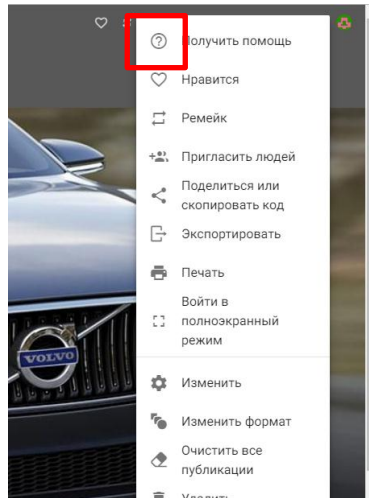 Получить помощь
Нравится
Ремейк
Пригласить людей
Поделиться или
скопировать код
Экспортировать
Печать
Войти в
полноэкранный
режим
VOLVO
Изменить
Изменить формат
Очистить все
публикации
Удалить